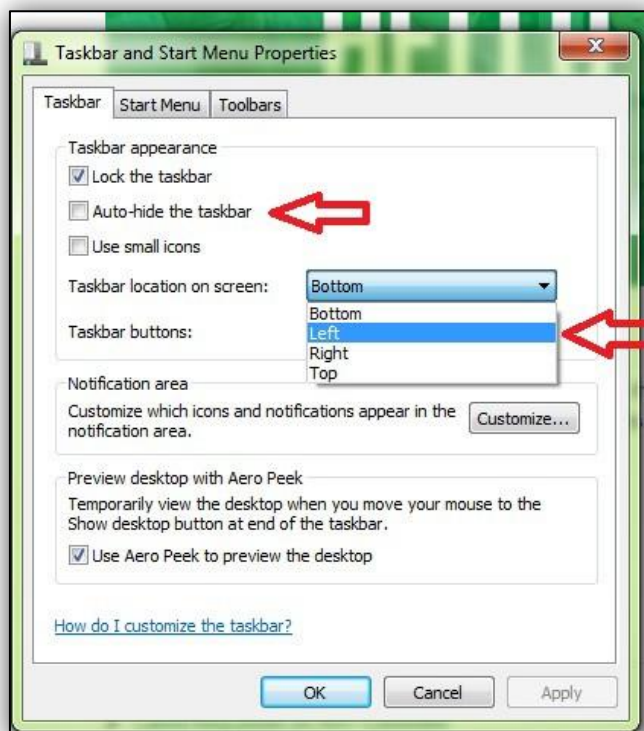 Taskbar and Start Menu Properties
Taskbar Start Menu Toolbars
Taskbar appearance
Lock the taskbar
Auto-hide the taskbar
Use small icons
Taskbar location on screen: Bottom
Bottom
Left
Right
Top
Taskbar buttons:
Notification area
Customize which icons and notifications appear in the
notification area.
Customize...
Preview desktop with Aero Peek
Temporarily view the desktop when you move your mouse to the
Show desktop button at end of the taskbar.
Use Aero Peek to preview the desktop
How do I customize the taskbar?
OK Cancel Apply